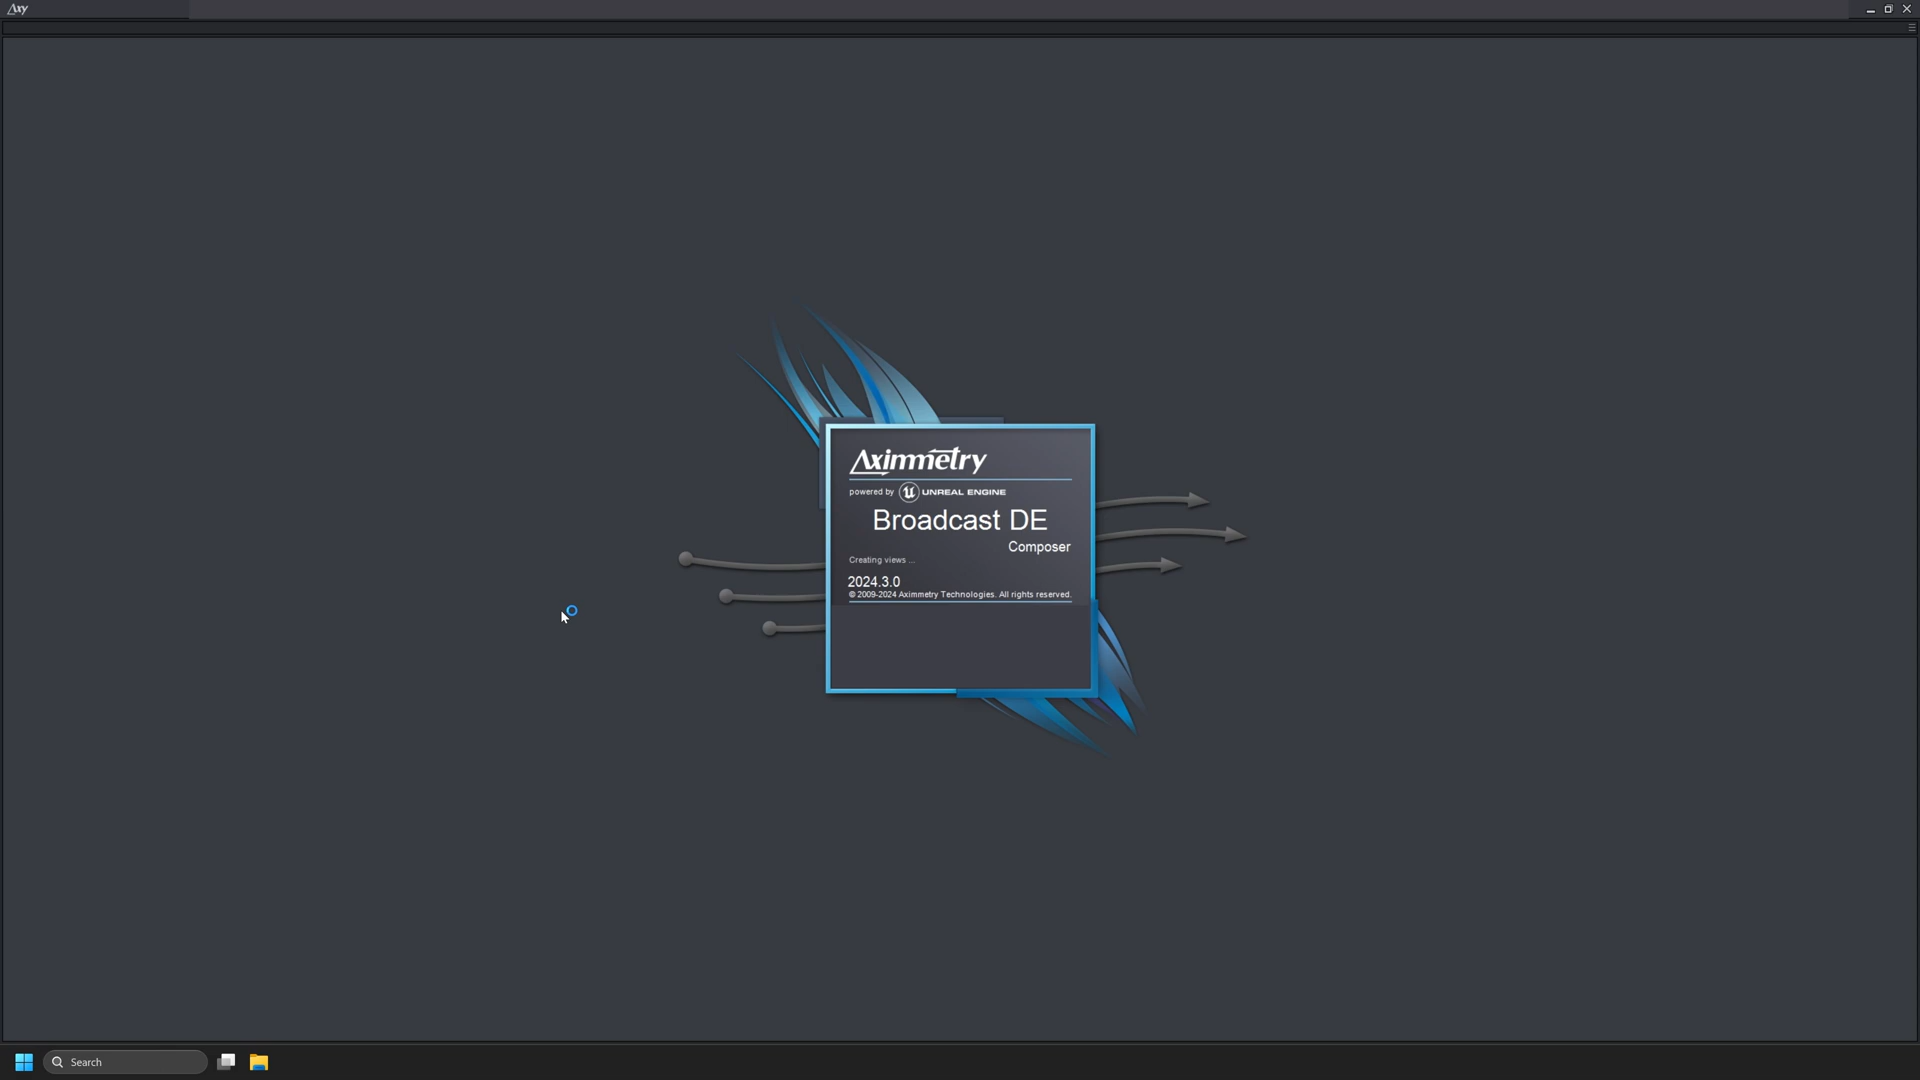 Axy
Aximmetry
powered by UNREAL ENGINE
Broadcast DE
Composer
Creating views ...
2024.3.0
© 2009-2024 Aximmetry Technologies. All rights reserved.
Search